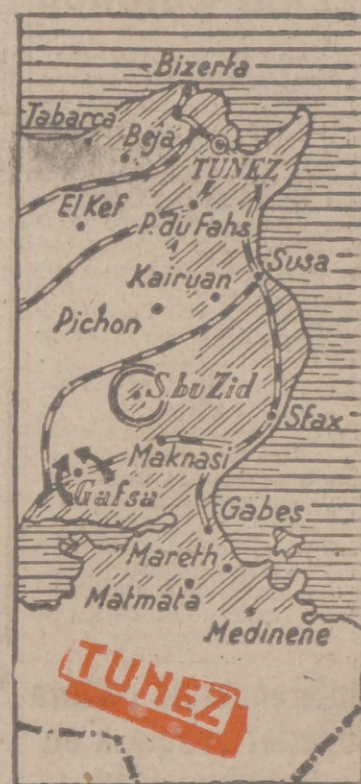 Bizerta
Tabarca
Beja
TUNEZ
El Kef
P. du Fahs
Susa
Kairuan
Pichon
S. bu Zid
Sfax
Maknasi
Gafsa
Gabes
Mareth
Matmata
Medinene
TUNEZ